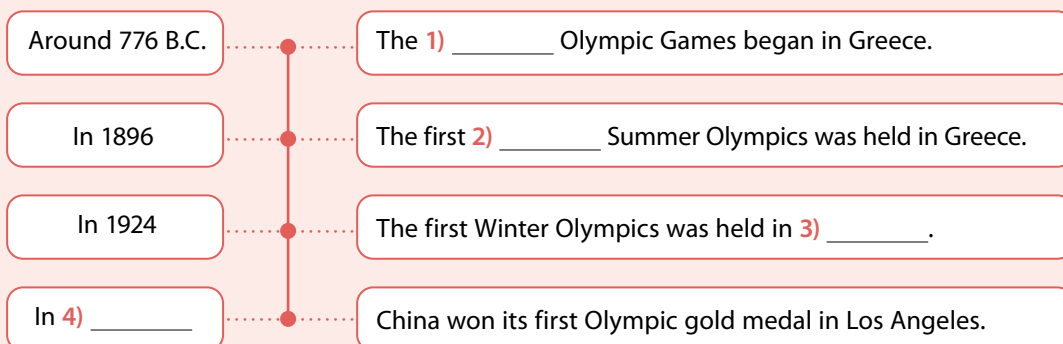 Around 776 B.C.
The 1) ________ Olympic Games began in Greece.
In 1896
The first 2) ________ Summer Olympics was held in Greece.
In 1924
The first Winter Olympics was held in 3) ________.
In 4) ________
China won its first Olympic gold medal in Los Angeles.